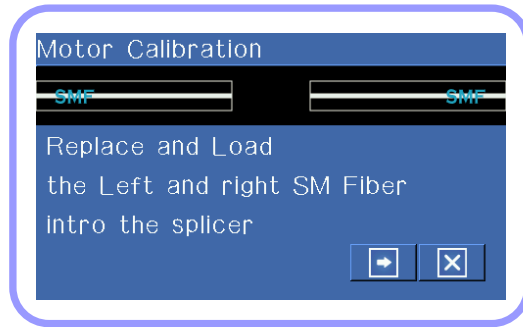 Motor Calibration
SMF SMF
Replace and Load
the Left and right SM Fiber
intro the splicer